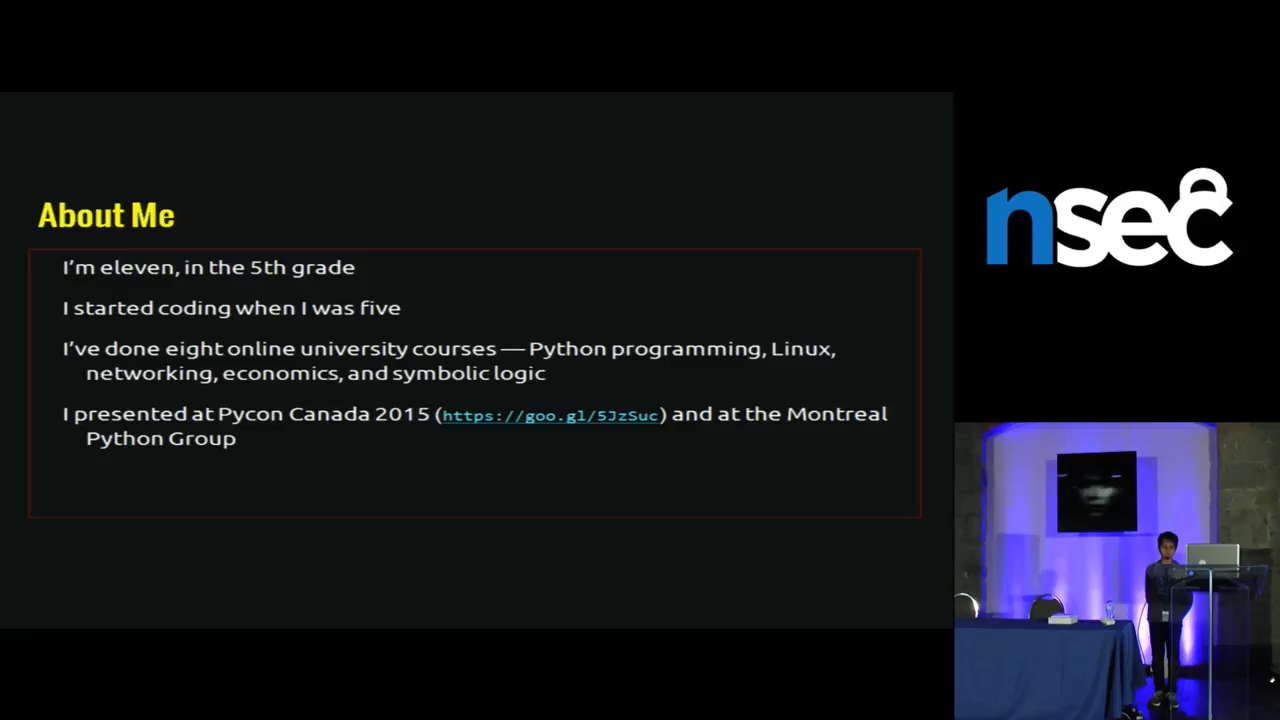 About Me
I'm eleven, in the 5th grade
I started coding when I was five
I've done eight online university courses — Python programming, Linux,
networking, economics, and symbolic logic
I presented at Pycon Canada 2015 (https://goo.gl/5JzSuc) and at the Montreal
Python Group
nsec